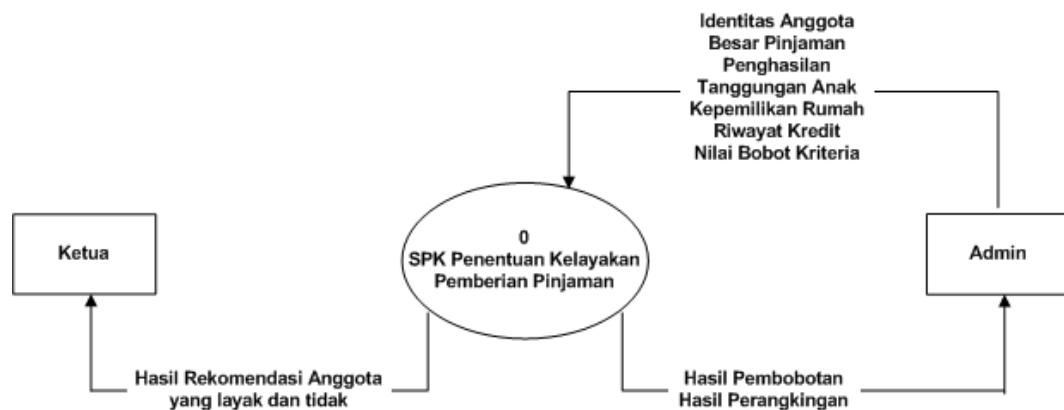 Identitas Anggota
Besar Pinjaman
Penghasilan
Tanggungan Anak
Kepemilikan Rumah
Riwayat Kredit
Nilai Bobot Kriteria
Ketua
0
SPK Penentuan Kelayakan
Pemberian Pinjaman
Admin
Hasil Rekomendasi Anggota
yang layak dan tidak
Hasil Pembobotan
Hasil Perangkingan